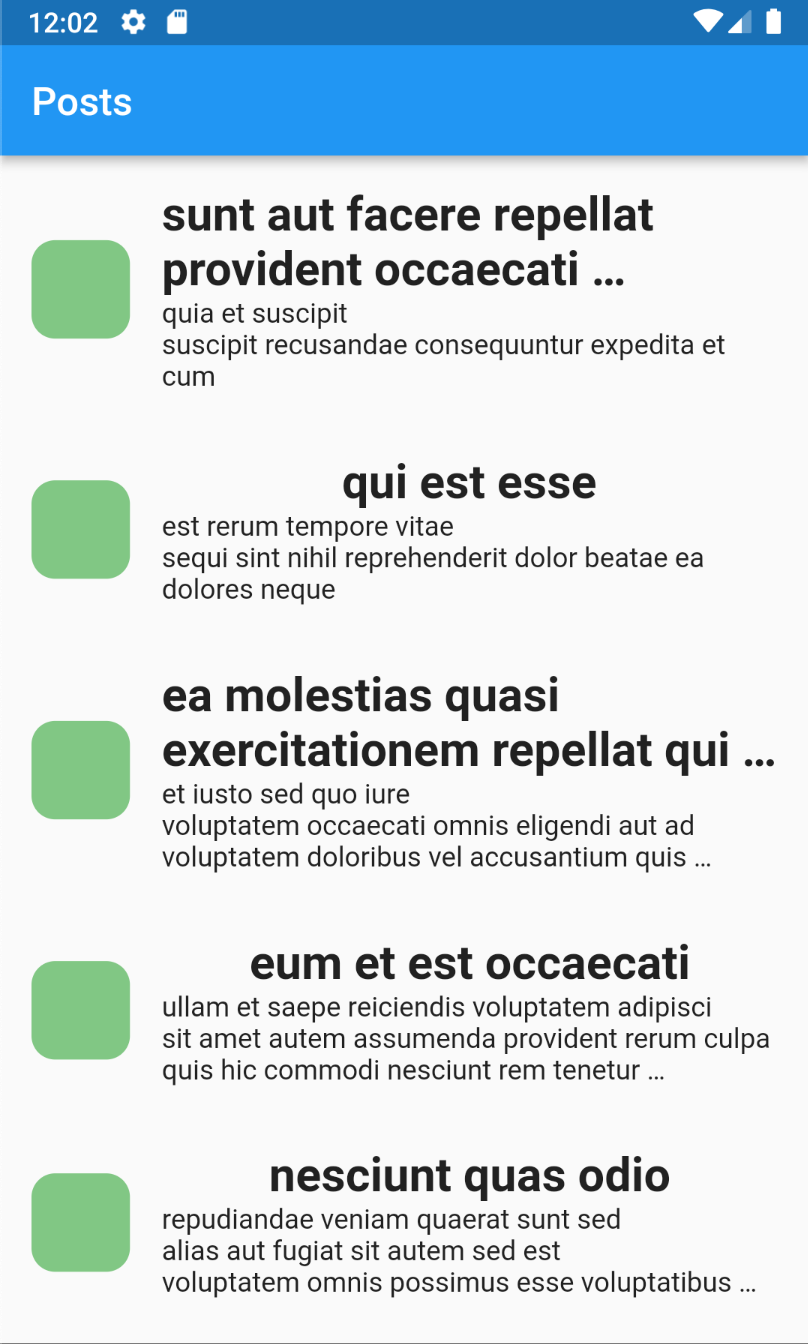 12:02
Posts
sunt aut facere repellat
provident occaecati ...
quia et suscipit
suscipit recusandae consequuntur expedita et
cum
qui est esse
est rerum tempore vitae
sequi sint nihil reprehenderit dolor beatae ea
dolores neque
ea molestias quasi
exercitationem repellat qui ...
et iusto sed quo iure
voluptatem occaecati omnis eligendi aut ad
voluptatem doloribus vel accusantium quis ...
eum et est occaecati
ullam et saepe reiciendis voluptatem adipisci
sit amet autem assumenda provident rerum culpa
quis hic commodi nesciunt rem tenetur ...
nesciunt quas odio
repudiandae veniam quaerat sunt sed
alias aut fugiat sit autem sed est
voluptatem omnis possimus esse voluptatibus ...